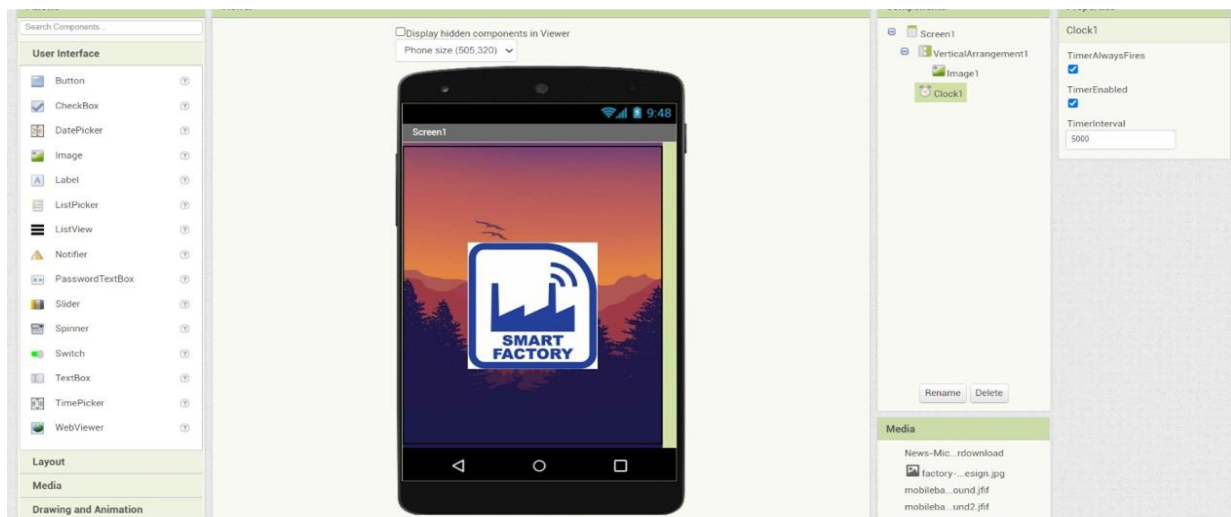 Search Components...
User Interface
Button
CheckBox
DatePicker
Image
Label
ListPicker
ListView
Notifier
PasswordTextBox
Slider
Spinner
Switch
TextBox
TimePicker
WebViewer
Layout
Media
Drawing and Animation
Display hidden components in Viewer
Phone size (505,320)
9:48
Screen1
SMART
FACTORY
Screen1
VerticalArrangement1
Image1
Clock1
Rename Delete
Media
News-Mic...rdownload
factory-...esign.jpg
mobileba...ound.jfif
mobileba...und2.jfif
Clock1
TimerAlwaysFires
TimerEnabled
TimerInterval
5000